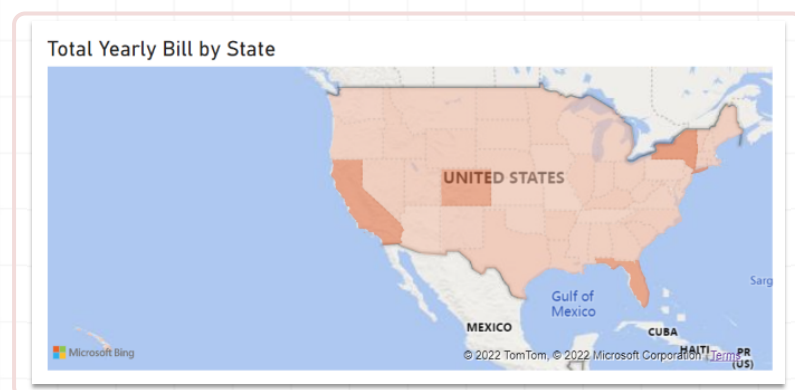 Total Yearly Bill by State
UNITED STATES
Gulf of
Mexico
Sarg
MEXICO
CUBA
HAITI
PR
(US)
Microsoft Bing
© 2022 TomTom, © 2022 Microsoft Corporation Terms